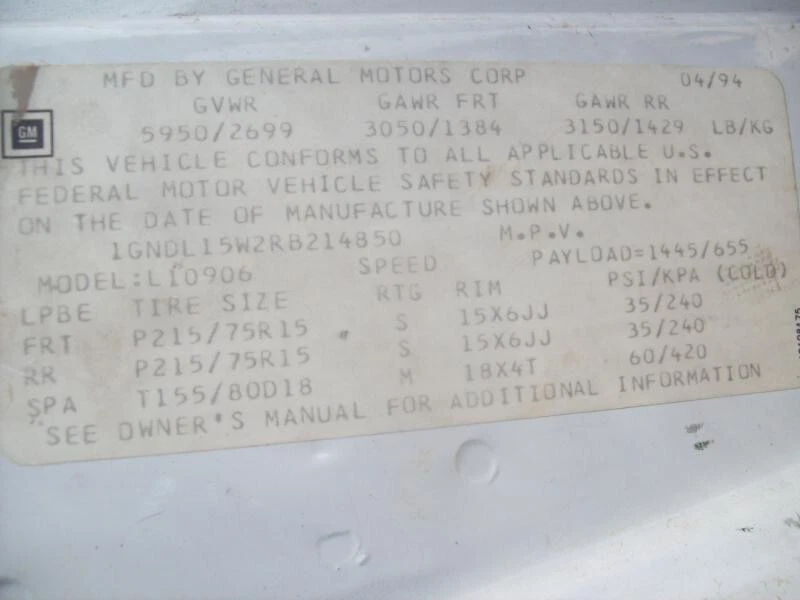 MFD BY GENERAL MOTORS CORP 04/94
GVWR GAWR FRT GAWR RR
GM 5950/2699 3050/1384 3150/1429 LB/KG
THIS VEHICLE CONFORMS TO ALL APPLICABLE U.S.
FEDERAL MOTOR VEHICLE SAFETY STANDARDS IN EFFECT
ON THE DATE OF MANUFACTURE SHOWN ABOVE.
1GNDL15W2RB214850 M.P.V.
MODEL:L10906 SPEED PAYLOAD=1445/655
LPBE TIRE SIZE RTG RIM PSI/KPA (COLD)
FRT P215/75R15 S 15X6JJ 35/240
RR P215/75R15 S 15X6JJ 35/240
SPA T155/80D18 M 18X4T 60/420
SEE OWNER'S MANUAL FOR ADDITIONAL INFORMATION